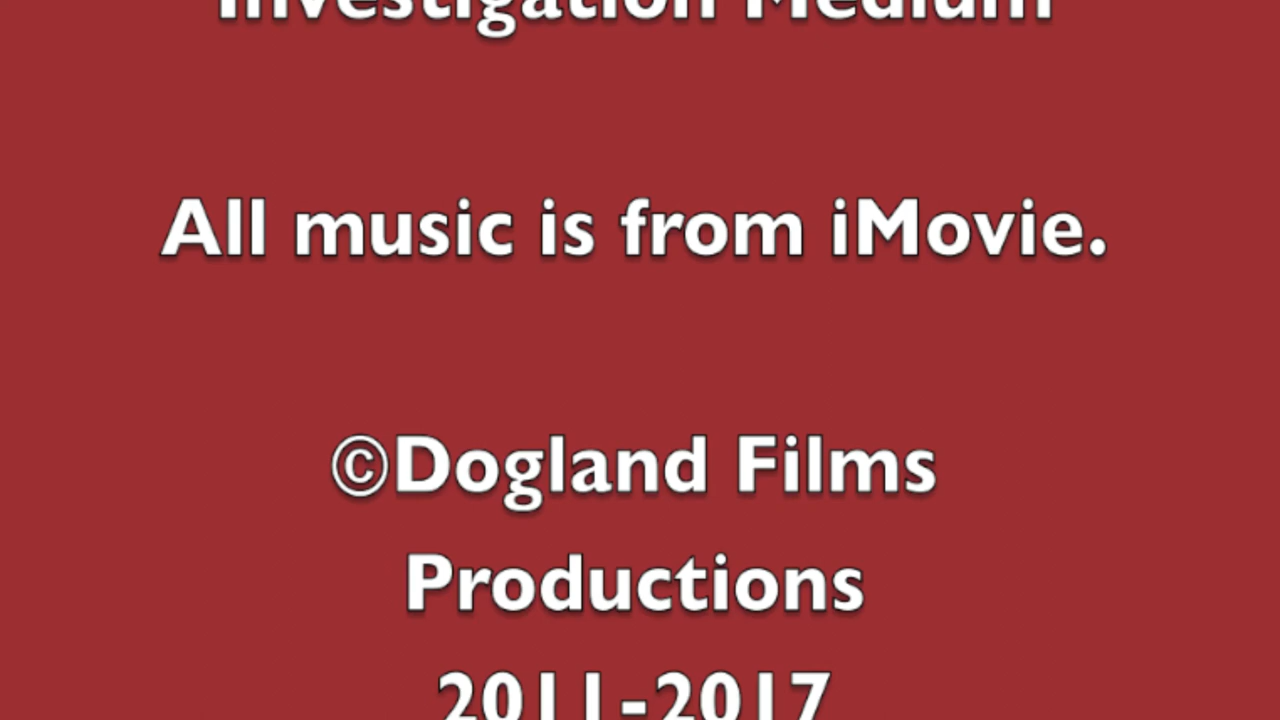 Investigation Medium
All music is from iMovie.
©Dogland Films
Productions
2011-2017